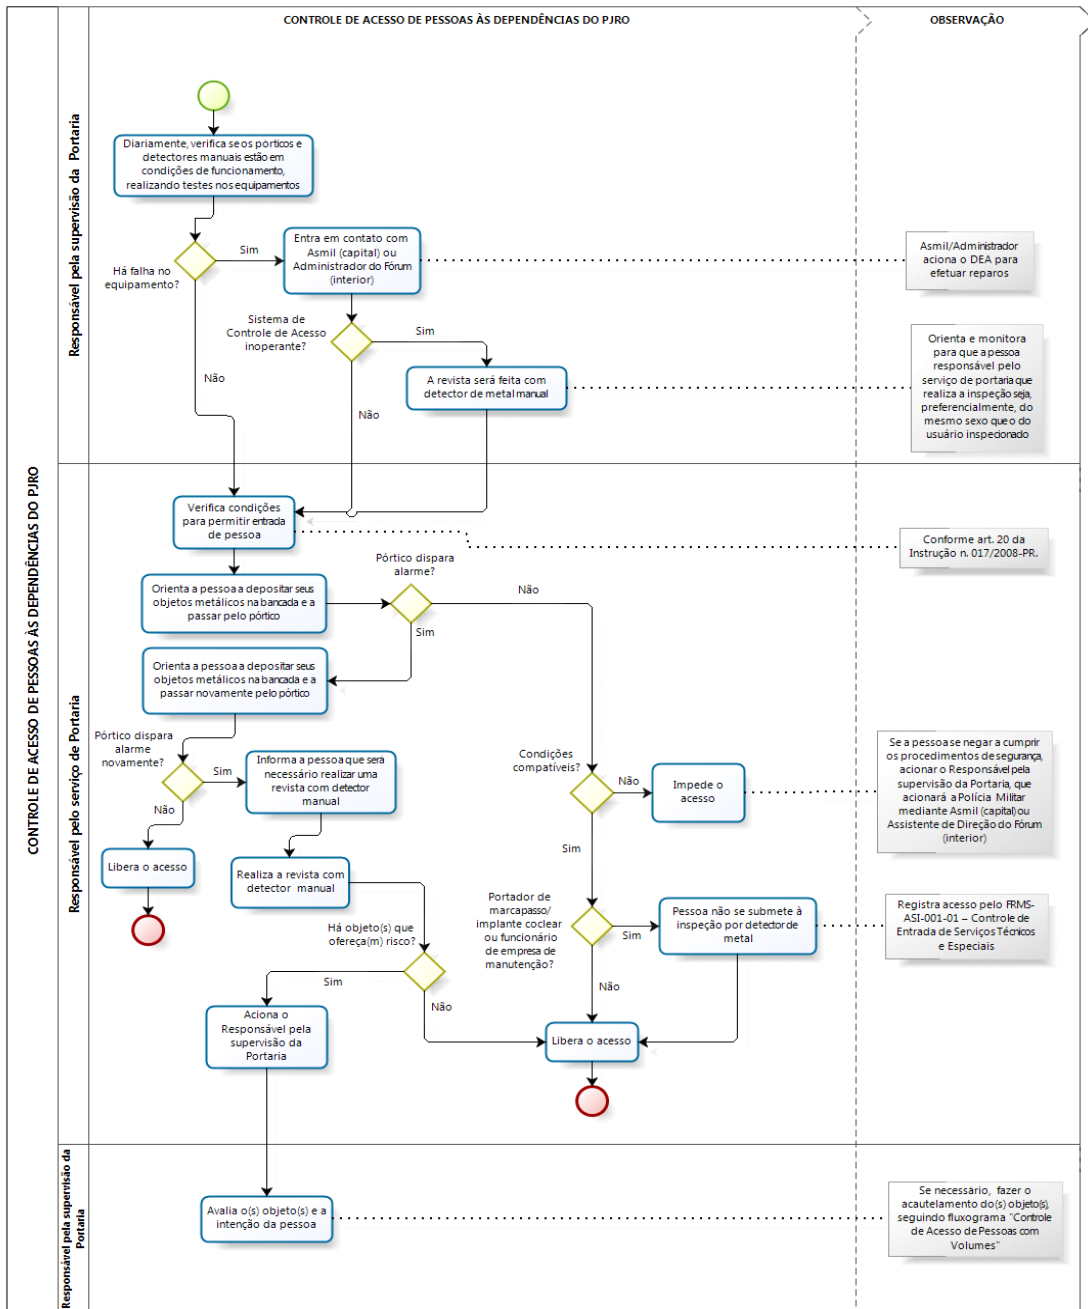 CONTROLE DE ACESSO DE PESSOAS ÀS DEPENDÊNCIAS DO PJRO
OBSERVAÇÃO
CONTROLE DE ACESSO DE PESSOAS ÀS DEPENDÊNCIAS DO PJRO
Responsável pela supervisão da Portaria
Diariamente, verifica se os pórticos e
detectores manuais estão em
condições de funcionamento,
realizando testes nos equipamentos
Há falha no
equipamento?
Sim
Não
Entra em contato com
Asmil (capital) ou
Administrador do Fórum
(interior)
Asmil/Administrador
aciona o DEA para
efetuar reparos
Sistema de
Controle de Acesso
inoperante?
Sim
Não
A revista será feita com
detector de metal manual
Orienta e monitora
para que a pessoa
responsável pelo
serviço de portaria que
realiza a inspeção seja,
preferencialmente, do
mesmo sexo que o do
usuário inspecionado
Responsável pelo serviço de Portaria
Verifica condições
para permitir entrada
de pessoa
Conforme art. 20 da
Instrução n. 017/2008-PR.
Orienta a pessoa a depositar seus
objetos metálicos na bancada e a
passar pelo pórtico
Pórtico dispara
alarme?
Não
Sim
Orienta a pessoa a depositar seus
objetos metálicos na bancada e a
passar novamente pelo pórtico
Pórtico dispara
alarme
novamente?
Sim
Não
Informa a pessoa que será
necessário realizar uma
revista com detector
manual
Condições
compatíveis?
Não
Sim
Impede o
acesso
Se a pessoa se negar a cumprir
os procedimentos de segurança,
acionar o Responsável pela
supervisão da Portaria, que
acionará a Polícia Militar
mediante Asmil (capital) ou
Assistente de Direção do Fórum
(interior)
Libera o acesso
Realiza a revista com
detector manual
Há objeto(s) que
ofereça(m) risco?
Sim
Não
Portador de
marcapasso/
implante coclear
ou funcionário
de empresa de
manutenção?
Sim
Não
Pessoa não se submete à
inspeção por detector de
metal
Registra acesso pelo FRMS-
ASI-001-01 – Controle de
Entrada de Serviços Técnicos
e Especiais
Aciona o
Responsável pela
supervisão da
Portaria
Libera o acesso
Responsável pela supervisão da
Portaria
Avalia o(s) objeto(s) e a
intenção da pessoa
Se necessário, fazer o
acautelamento do(s) objeto(s),
seguindo fluxograma "Controle
de Acesso de Pessoas com
Volumes"